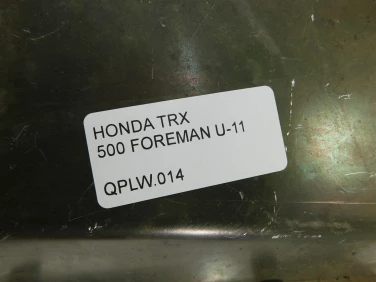 HONDA TRX
500 FOREMAN U-11
QPLW.014